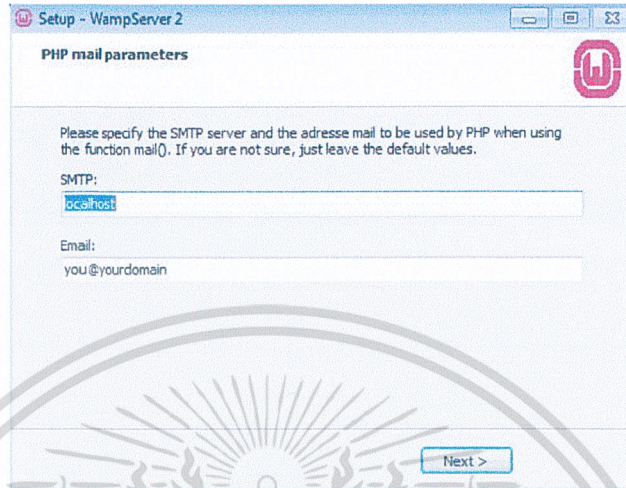 Setup - WampServer 2
PHP mail parameters
Please specify the SMTP server and the adresse mail to be used by PHP when using
the function mail(). If you are not sure, just leave the default values.
SMTP:
localhost
Email:
you@yourdomain
Next >